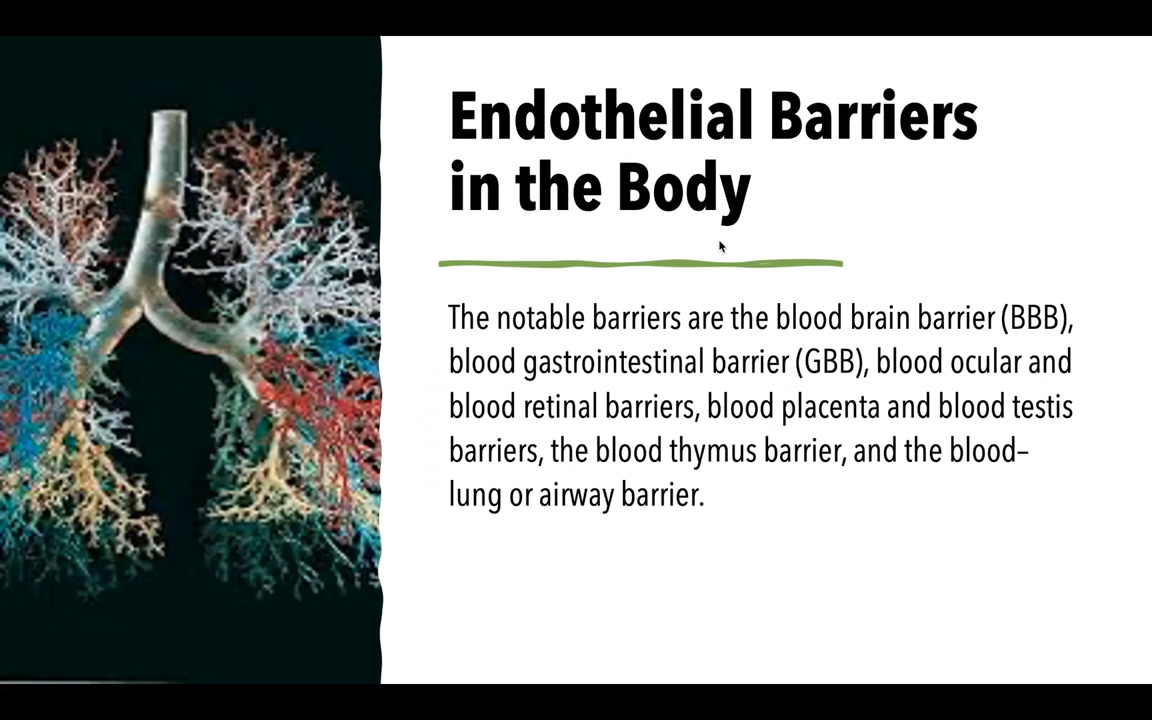 Endothelial Barriers
in the Body
The notable barriers are the blood brain barrier (BBB),
blood gastrointestinal barrier (GBB), blood ocular and
blood retinal barriers, blood placenta and blood testis
barriers, the blood thymus barrier, and the blood–
lung or airway barrier.